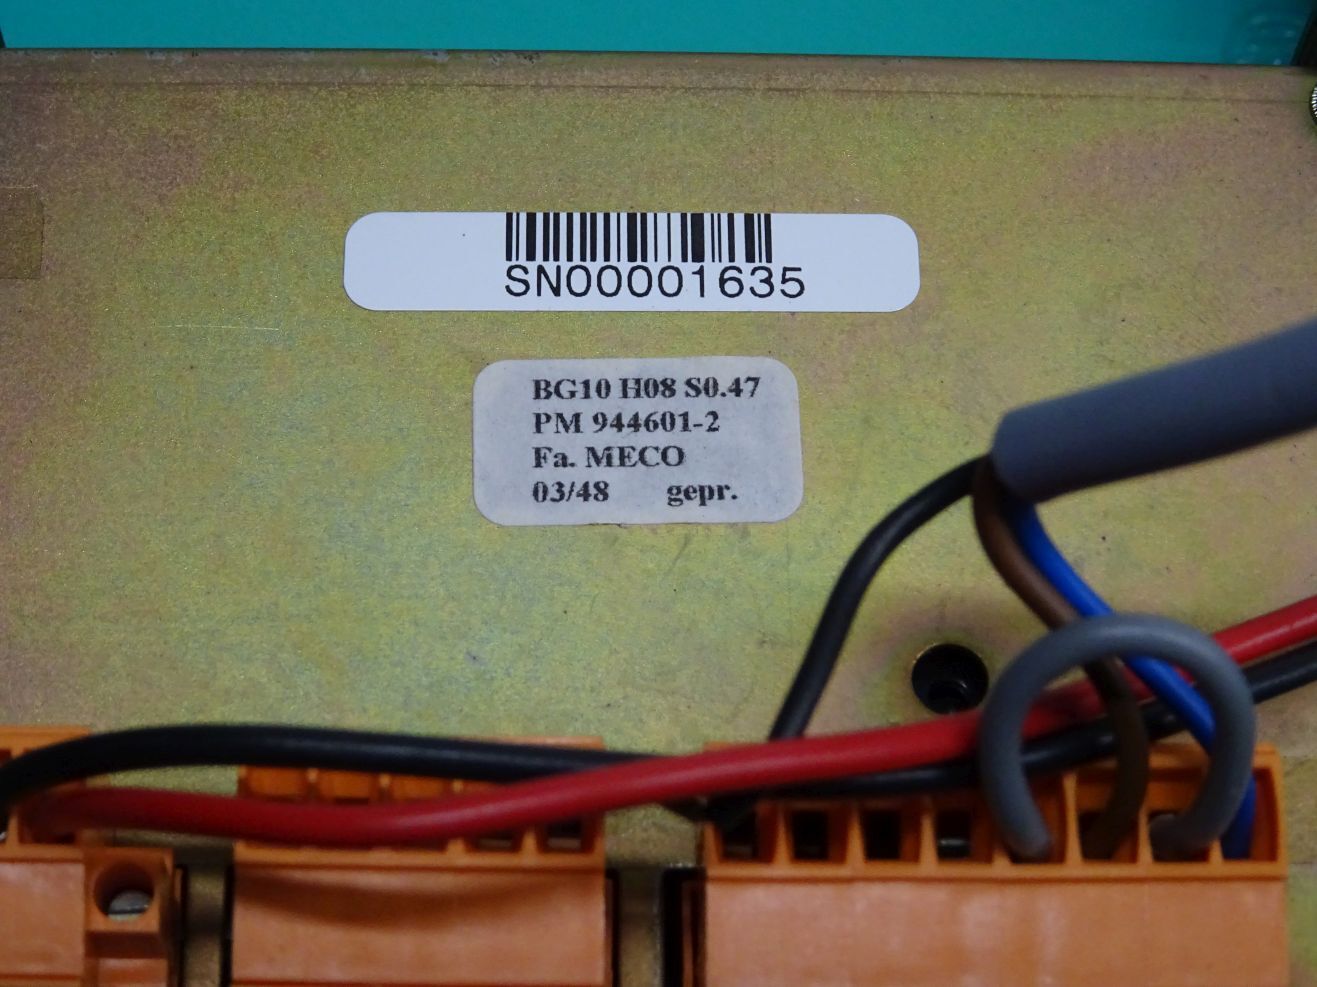 SN00001635
BG10 H08 S0.47
PM 944601-2
Fa. MECO
03/48 gepr.